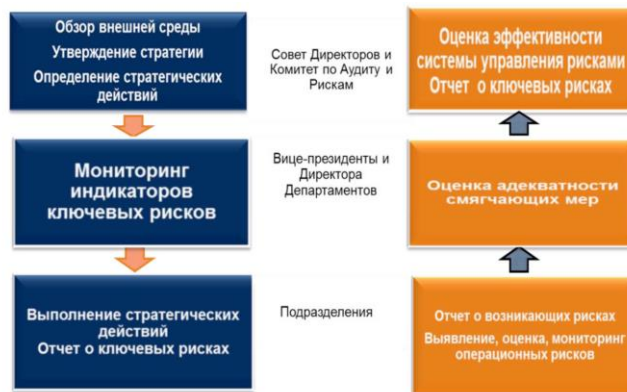 Обзор внешней среды
Утверждение стратегии
Определение стратегических
действий
Совет Директоров и
Комитет по Аудиту и
Рискам
Оценка эффективности
системы управления рисками
Отчет о ключевых рисках
Мониторинг
индикаторов
ключевых рисков
Вице-президенты и
Директора
Департаментов
Оценка адекватности
смягчающих мер
Выполнение стратегических
действий
Отчет о ключевых рисках
Подразделения
Отчет о возникающих рисках
Выявление, оценка, мониторинг
операционных рисков